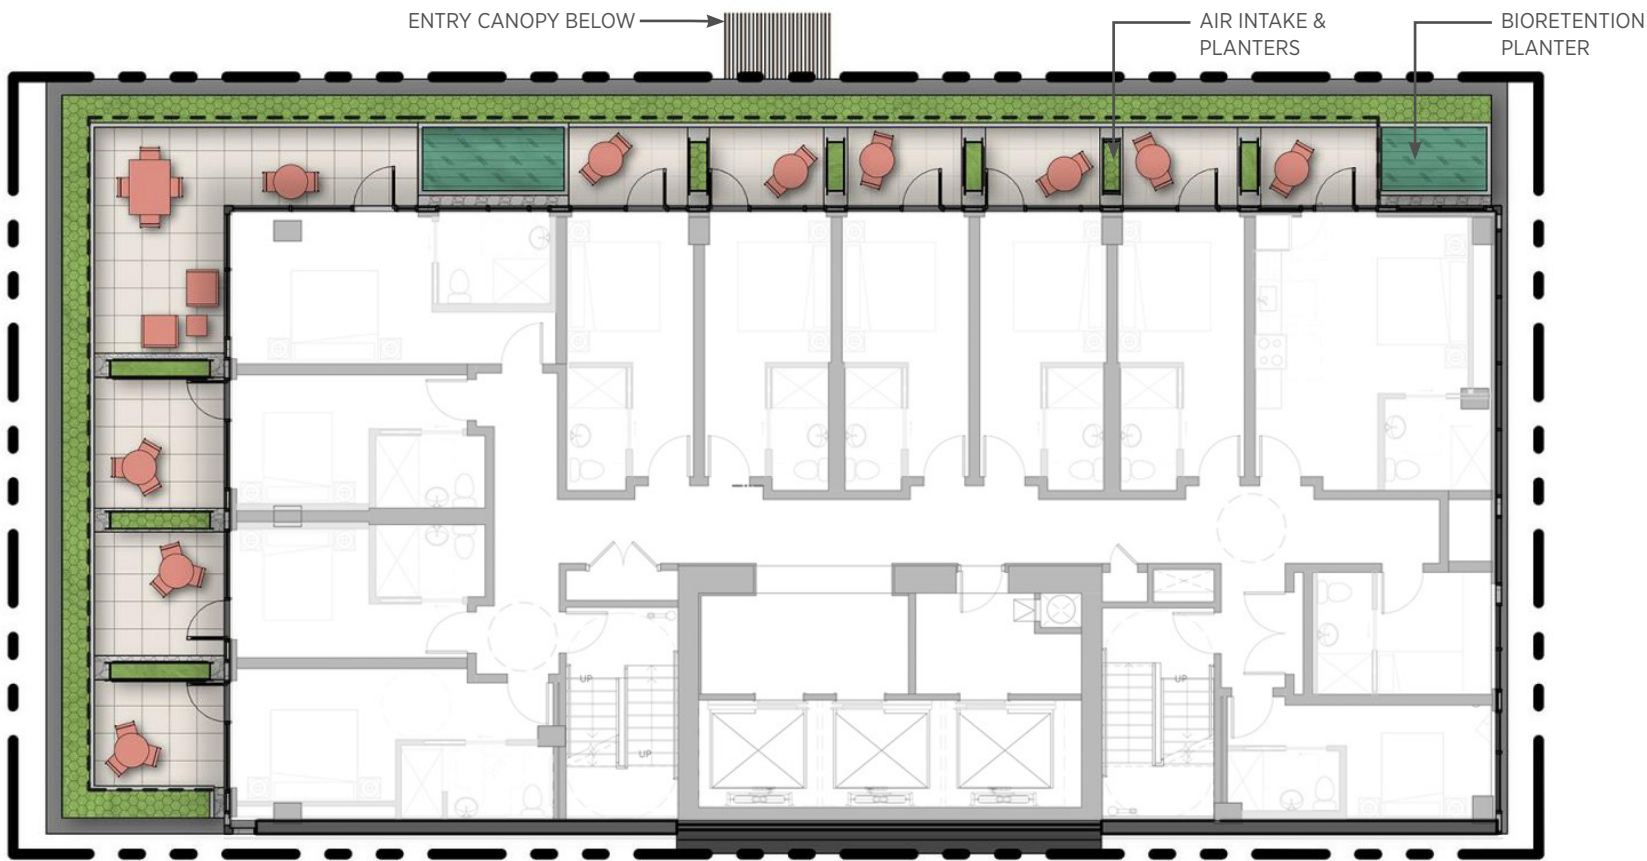 ENTRY CANOPY BELOW
AIR INTAKE &
PLANTERS
BIORETENTION
PLANTER
UP
UP
UP